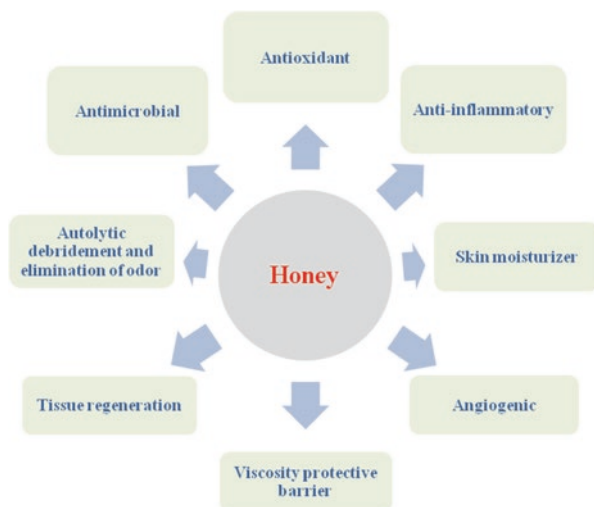 Antioxidant
Antimicrobial
Anti-inflammatory
Autolytic
debridement and
elimination of odor
Honey
Skin moisturizer
Tissue regeneration
Angiogenic
Viscosity protective
barrier